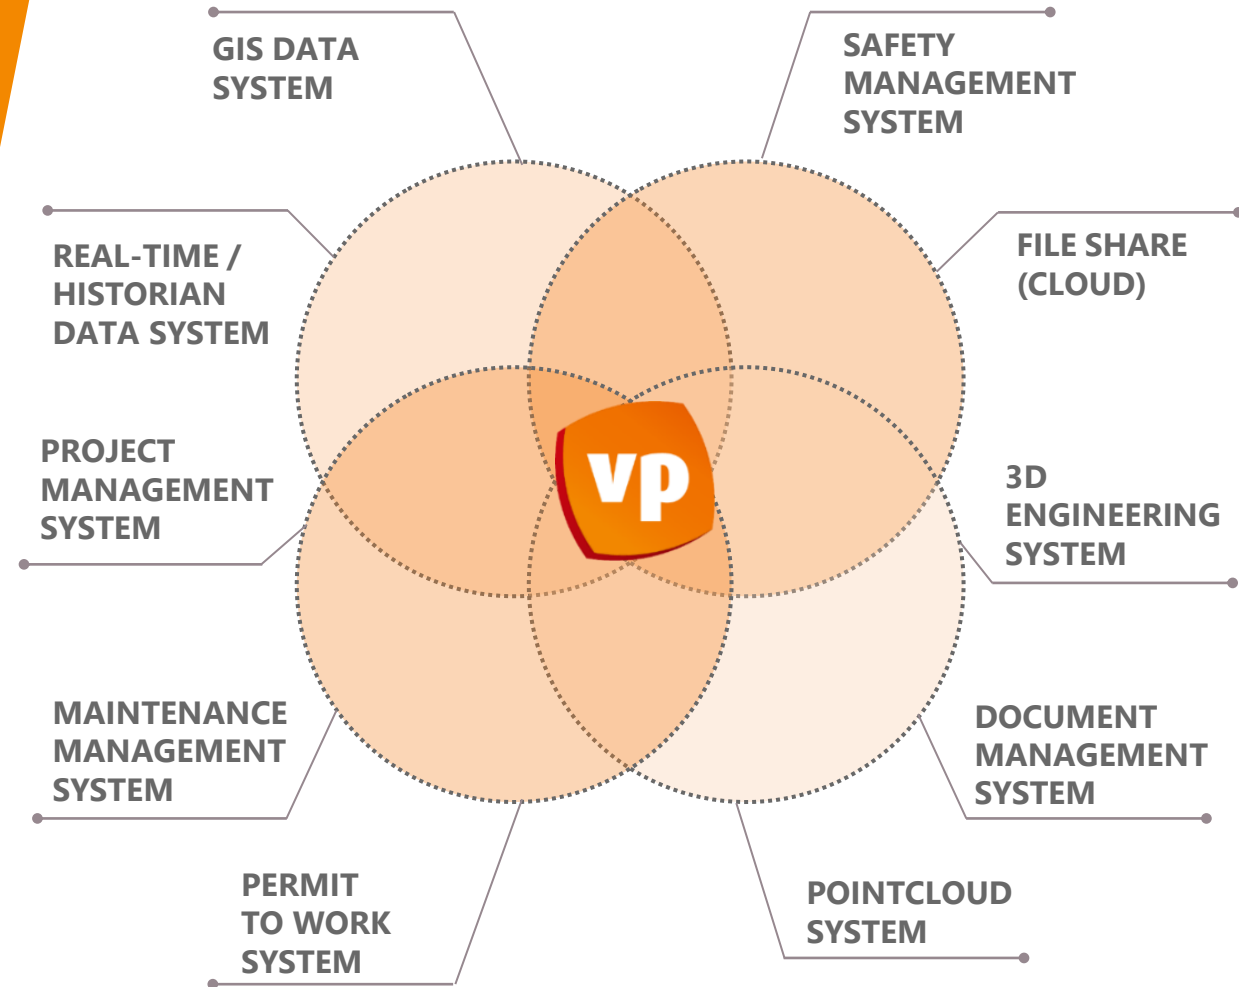 GIS DATA
SYSTEM
SAFETY
MANAGEMENT
SYSTEM
REAL-TIME /
HISTORIAN
DATA SYSTEM
FILE SHARE
(CLOUD)
PROJECT
MANAGEMENT
SYSTEM
vp
3D
ENGINEERING
SYSTEM
MAINTENANCE
MANAGEMENT
SYSTEM
DOCUMENT
MANAGEMENT
SYSTEM
PERMIT
TO WORK
SYSTEM
POINTCLOUD
SYSTEM